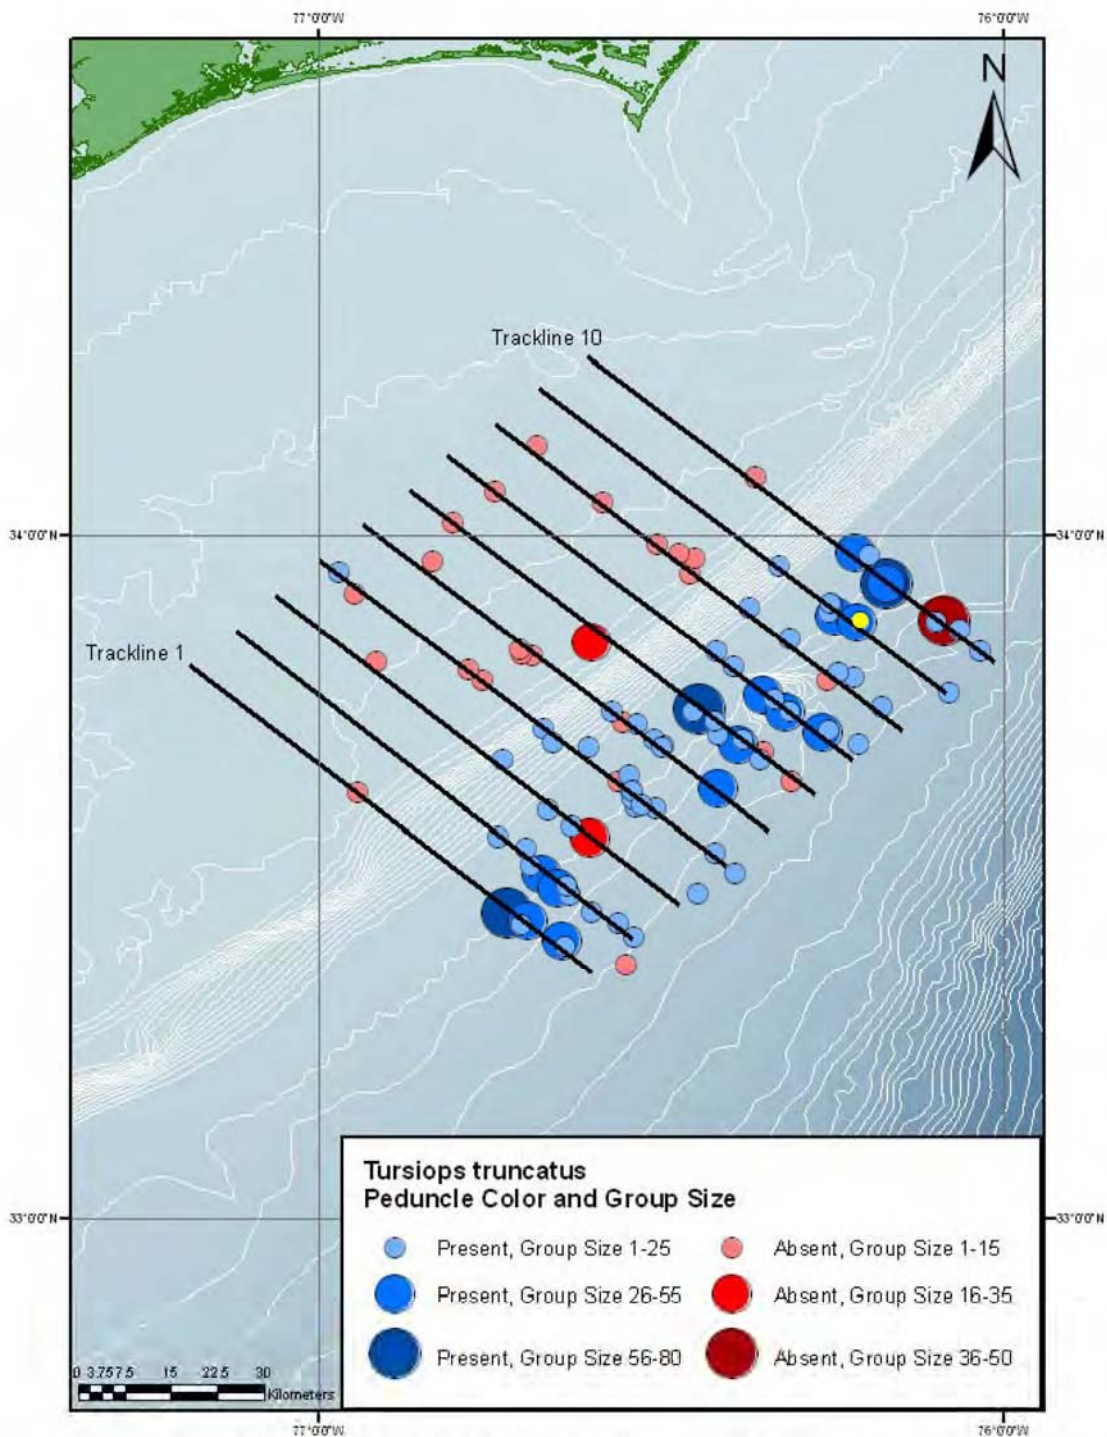 77°0'0"W
76°0'0"W
N
Trackline 10
34°0'0"N
34°0'0"N
Trackline 1
Tursiops truncatus
Peduncle Color and Group Size
33°0'0"N
33°0'0"N
Present, Group Size 1-25
Absent, Group Size 1-15
Present, Group Size 26-55
Absent, Group Size 16-35
Present, Group Size 56-80
Absent, Group Size 36-50
0 3.757.5 15 22.5 30
Kilometers
77°0'0"W
76°0'0"W